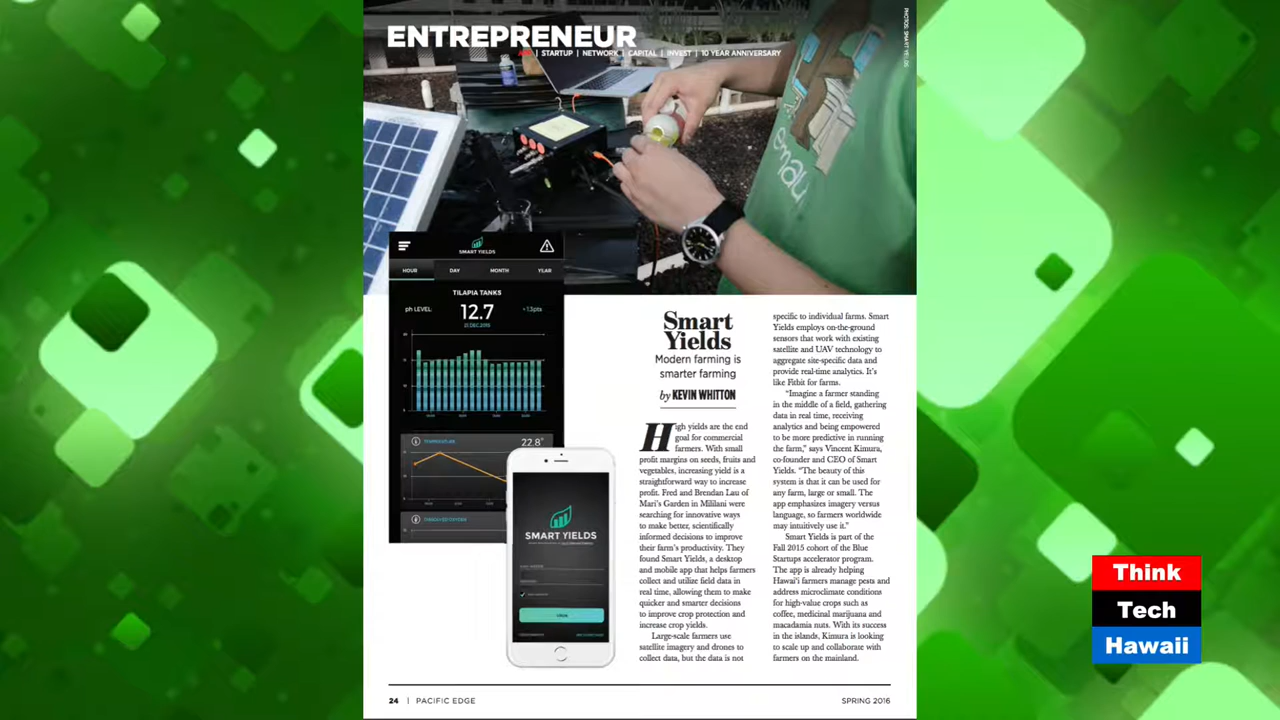 ENTREPRENEUR
| STARTUP | NETWORK | CAPITAL | INVEST | 10 YEAR ANNIVERSARY
PHOTOS: SMART YIELDS
SMART YIELDS
HOUR DAY MONTH YEAR
TILAPIA TANKS
ph LEVEL 12.7
21 DEC 2015
TEMPERATURE 22.8°
SMART YIELDS
Smart
Yields
Modern farming is
smarter farming
by KEVIN WHITTON
High yields are the end
goal for commercial
farmers. With small
profit margins on seeds, fruits and
vegetables, increasing yield is a
straightforward way to increase
profit. Fred and Brendan Lau of
Mari's Garden in Mililani were
searching for innovative ways
to make better, scientifically
informed decisions to improve
their farm's productivity. They
found Smart Yields, a desktop
and mobile app that helps farmers
collect and utilize field data in
real time, allowing them to make
quicker and smarter decisions
to improve crop protection and
increase crop yields.
Large-scale farmers use
satellite imagery and drones to
collect data, but the data is not
specific to individual farms. Smart
Yields employs on-the-ground
sensors that work with existing
satellite and UAV technology to
aggregate site-specific data and
provide real-time analytics. It's
like Fitbit for farms.
"Imagine a farmer standing
in the middle of a field, gathering
data in real time, receiving
analytics and being empowered
to be more predictive in running
the farm," says Vincent Kimura,
co-founder and CEO of Smart
Yields. "The beauty of this
system is that it can be used for
any farm, large or small. The
app emphasizes imagery versus
language, so farmers worldwide
may intuitively use it."
Smart Yields is part of the
Fall 2015 cohort of the Blue
Startups accelerator program.
The app is already helping
Hawai'i farmers manage pests and
address microclimate conditions
for high-value crops such as
coffee, medicinal marijuana and
macadamia nuts. With its success
in the islands, Kimura is looking
to scale up and collaborate with
farmers on the mainland.
24 | PACIFIC EDGE
SPRING 2016
Think
Tech
Hawaii